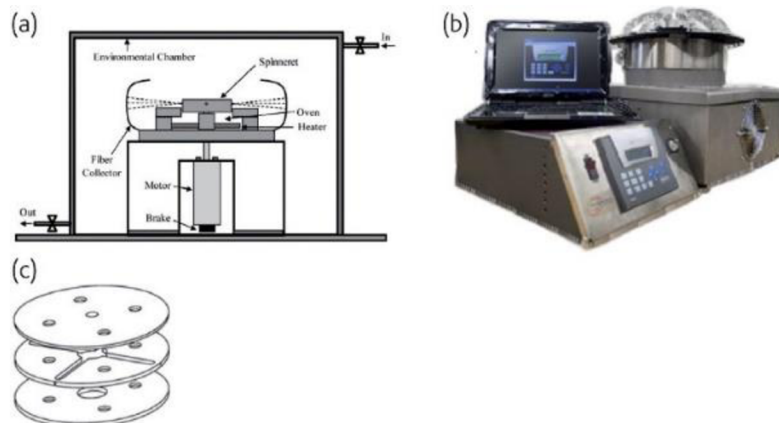 (a)
Environmental Chamber
In
Spinneret
Oven
Heater
Fiber
Collector
Motor
Out
Brake
(b)
(c)